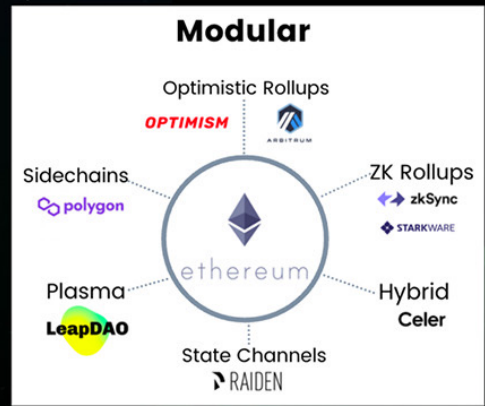 Modular
Optimistic Rollups
OPTIMISM
ARBITRUM
Sidechains
polygon
ZK Rollups
zkSync
STARKWARE
ethereum
Plasma
LeapDAO
Hybrid
Celer
State Channels
RAIDEN